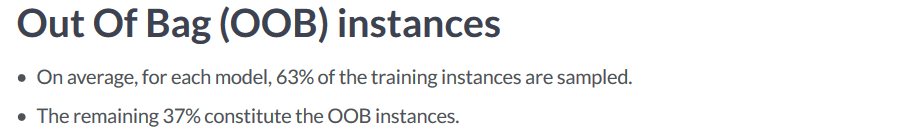 Out Of Bag (OOB) instances
• On average, for each model, 63% of the training instances are sampled.
• The remaining 37% constitute the OOB instances.